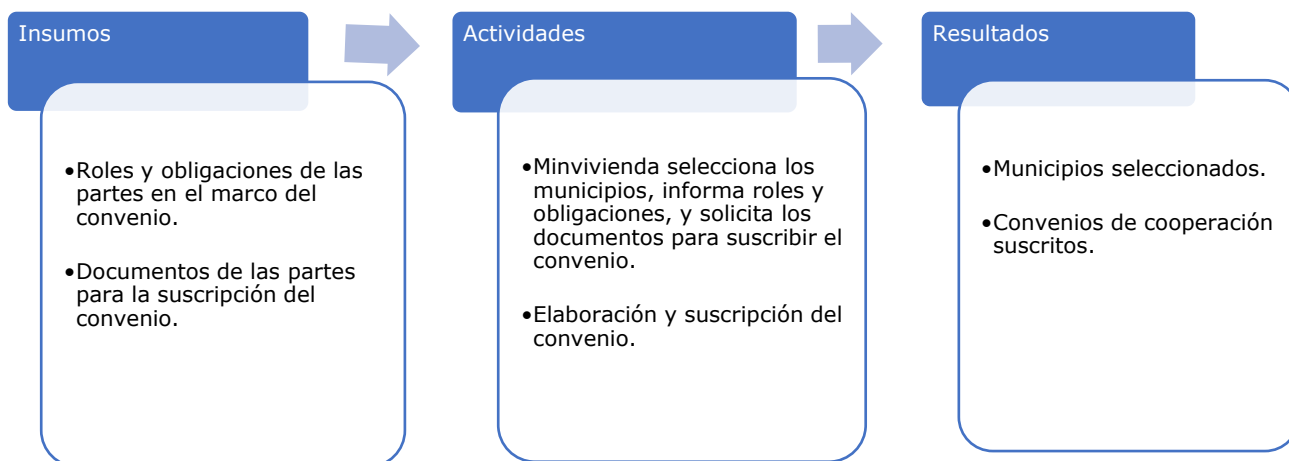 Insumos
•Roles y obligaciones de las
partes en el marco del
convenio.
•Documentos de las partes
para la suscripción del
convenio.
Actividades
•Minvivienda selecciona los
municipios, informa roles y
obligaciones, y solicita los
documentos para suscribir el
convenio.
•Elaboración y suscripción del
convenio.
Resultados
•Municipios seleccionados.
•Convenios de cooperación
suscritos.